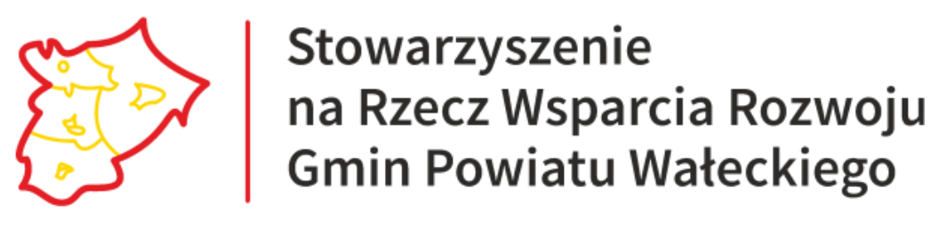 Stowarzyszenie
na Rzecz Wsparcia Rozwoju
Gmin Powiatu Wałeckiego